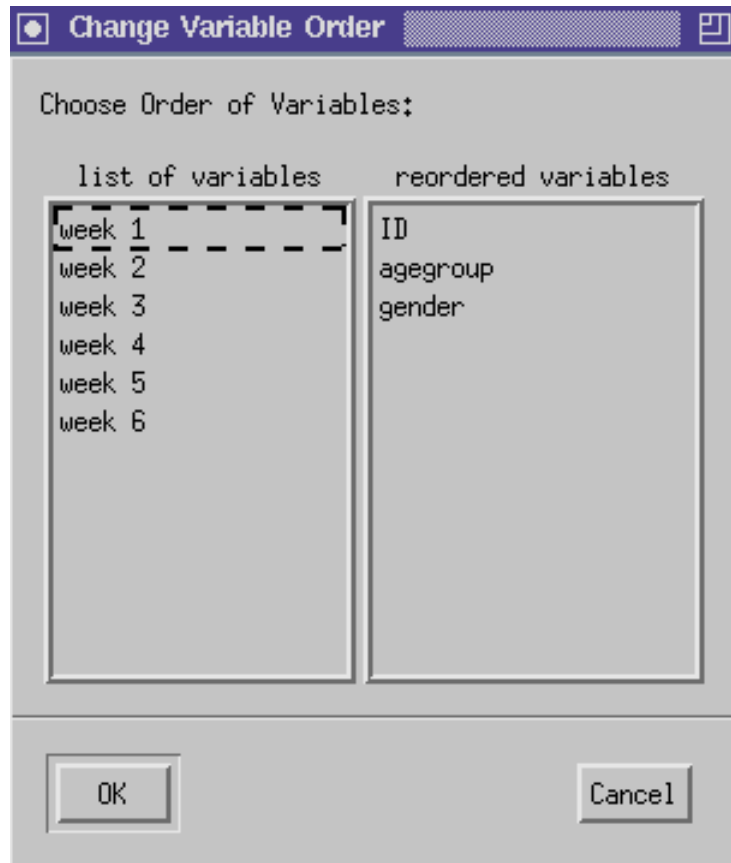 Change Variable Order
Choose Order of Variables:
list of variables
week 1
week 2
week 3
week 4
week 5
week 6
reordered variables
ID
agegroup
gender
OK
Cancel